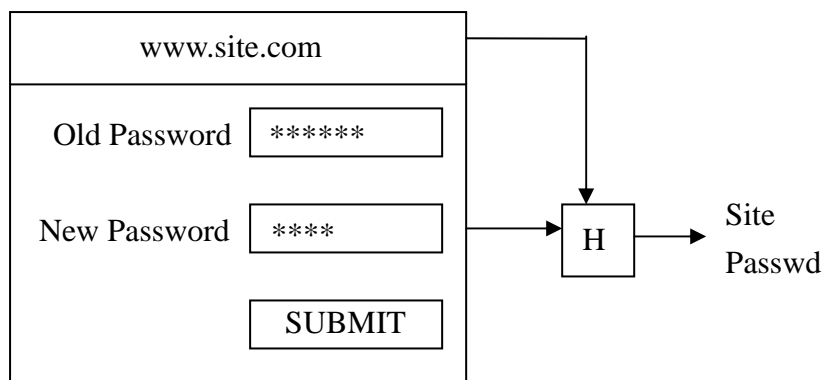 www.site.com
Old Password ******
New Password ****
SUBMIT
H
Site
Passwd